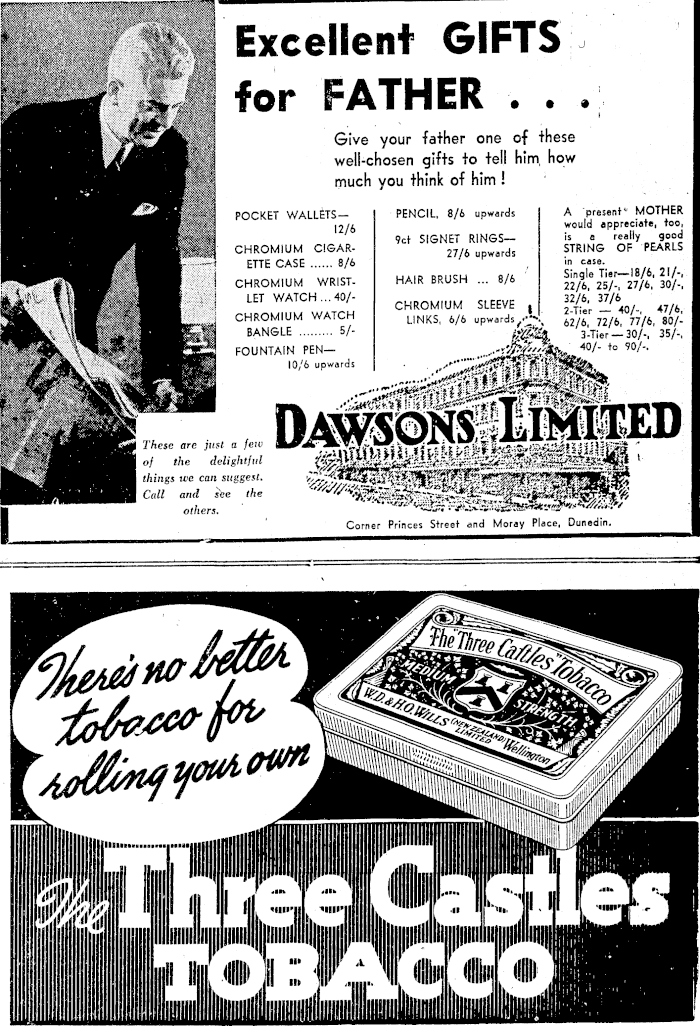 Excellent GIFTS
for FATHER . . .
Give your father one of these
well-chosen gifts to tell him how
much you think of him !
POCKET WALLETS—
12/6
CHROMIUM CIGAR-
ETTE CASE ...... 8/6
CHROMIUM WRIST-
LET WATCH ... 40/-
CHROMIUM WATCH
BANGLE ......... 5/-
FOUNTAIN PEN—
10/6 upwards
PENCIL, 8/6 upwards
9ct SIGNET RINGS—
27/6 upwards
HAIR BRUSH ... 8/6
CHROMIUM SLEEVE
LINKS, 6/6 upwards
A "present" MOTHER
would appreciate, too,
is a really good
STRING OF PEARLS
in case.
Single Tier—18/6, 21/-,
22/6, 25/-, 27/6, 30/-,
32/6, 37/6
2-Tier — 40/-, 47/6,
62/6, 72/6, 77/6, 80/-
3-Tier—30/-, 35/-,
40/- to 90/-.
DAWSONS LIMITED
These are just a few
of the delightful
things we can suggest.
Call and see the
others.
Corner Princes Street and Moray Place, Dunedin.
There's no better
tobacco for
rolling your own
The "Three Castles" Tobacco
MEDIUM STRENGTH
W.D. & H.O. WILLS (NEW ZEALAND) LIMITED Wellington
The Three Castles
TOBACCO